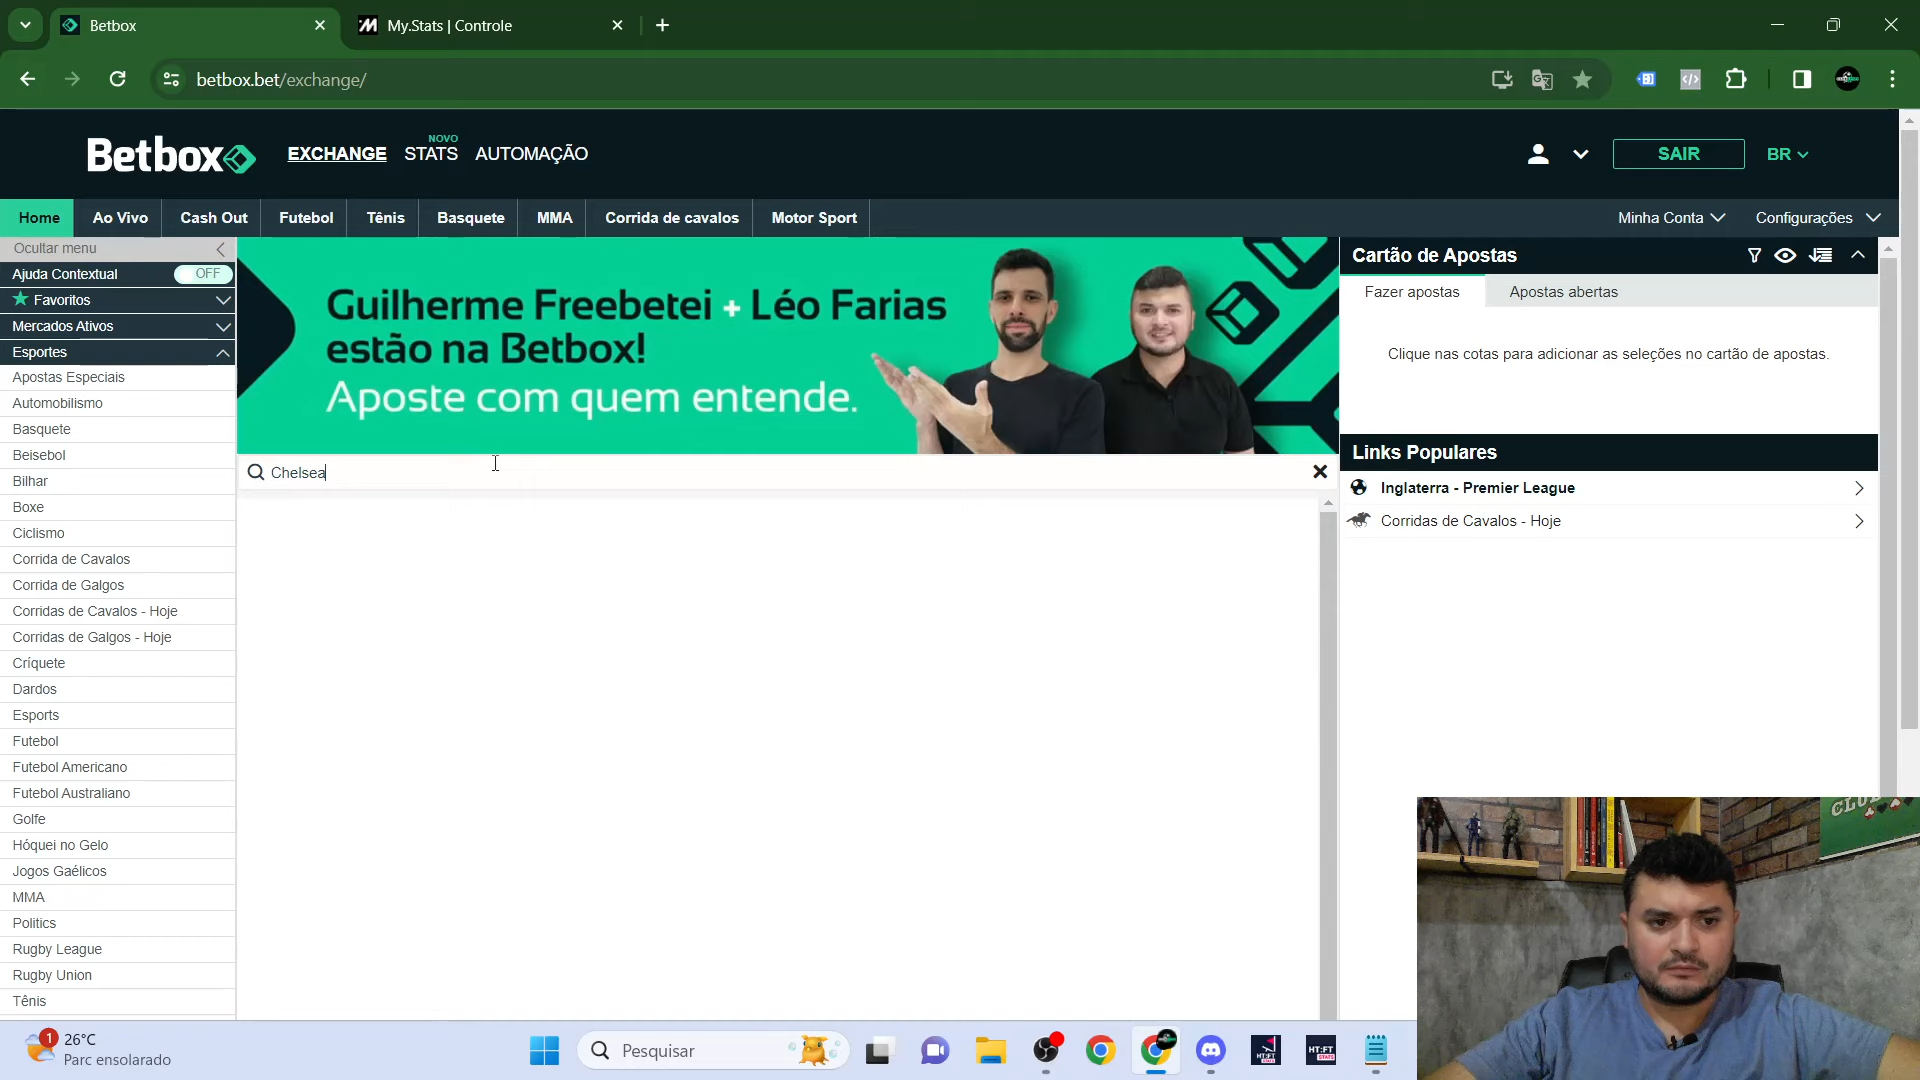 Betbox
My.Stats | Controle
betbox.bet/exchange/
Betbox
EXCHANGE
NOVO
STATS
AUTOMAÇÃO
SAIR
BR
Home
Ao Vivo
Cash Out
Futebol
Tênis
Basquete
MMA
Corrida de cavalos
Motor Sport
Minha Conta
Configurações
Ocultar menu
Ajuda Contextual
OFF
Favoritos
Mercados Ativos
Esportes
Apostas Especiais
Automobilismo
Basquete
Beisebol
Bilhar
Boxe
Ciclismo
Corrida de Cavalos
Corrida de Galgos
Corridas de Cavalos - Hoje
Corridas de Galgos - Hoje
Críquete
Dardos
Esports
Futebol
Futebol Americano
Futebol Australiano
Golfe
Hóquei no Gelo
Jogos Gaélicos
MMA
Politics
Rugby League
Rugby Union
Tênis
Guilherme Freebetei + Léo Farias
estão na Betbox!
Aposte com quem entende.
Chelsea
Cartão de Apostas
Fazer apostas
Apostas abertas
Clique nas cotas para adicionar as seleções no cartão de apostas.
Links Populares
Inglaterra - Premier League
Corridas de Cavalos - Hoje
CLUB
1
26°C
Parc ensolarado
Pesquisar
HT:FT
HT:FT
STATS